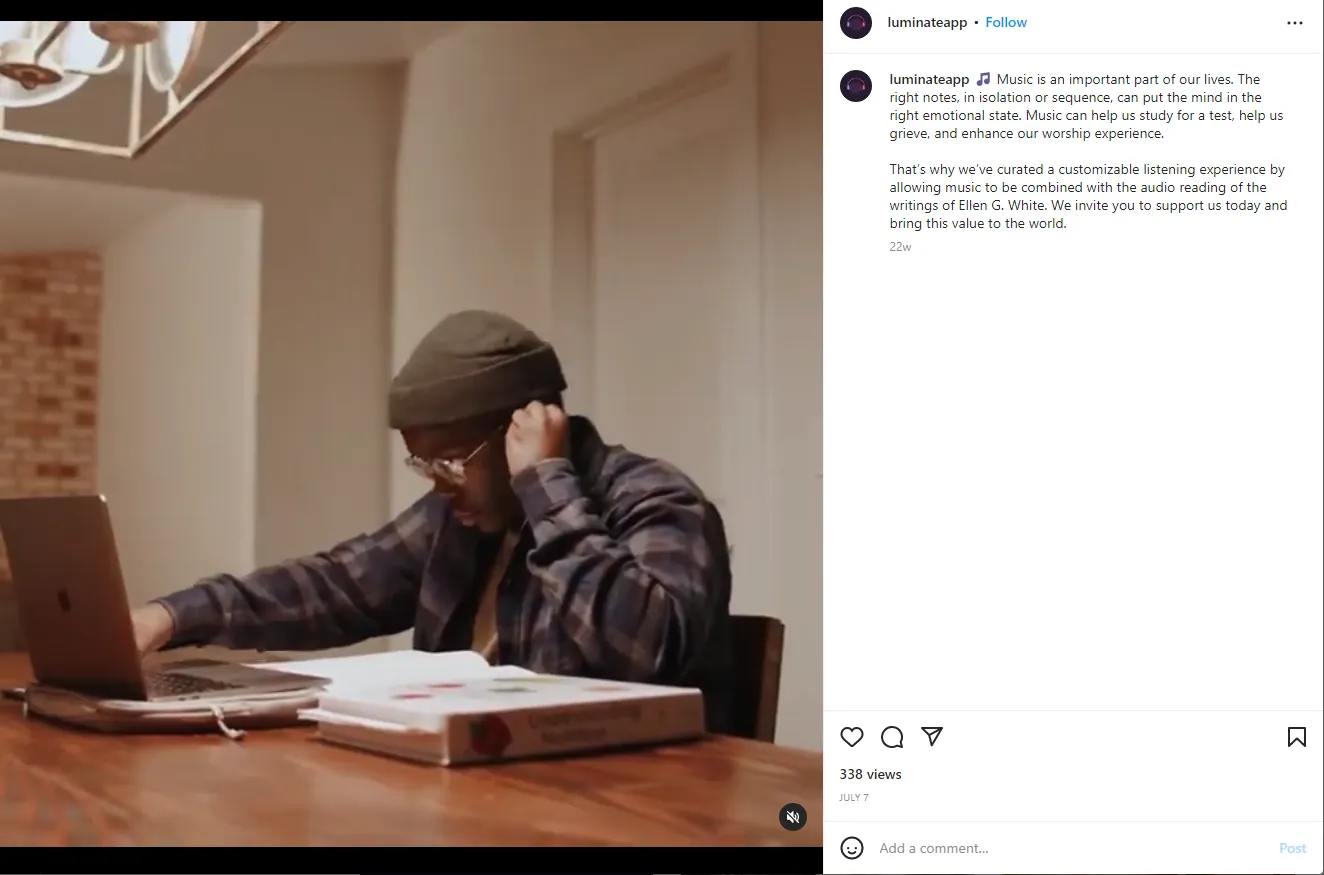 luminateapp • Follow
luminateapp 🎵 Music is an important part of our lives. The
right notes, in isolation or sequence, can put the mind in the
right emotional state. Music can help us study for a test, help us
grieve, and enhance our worship experience.
That's why we've curated a customizable listening experience by
allowing music to be combined with the audio reading of the
writings of Ellen G. White. We invite you to support us today and
bring this value to the world.
22w
338 views
JULY 7
Add a comment... Post